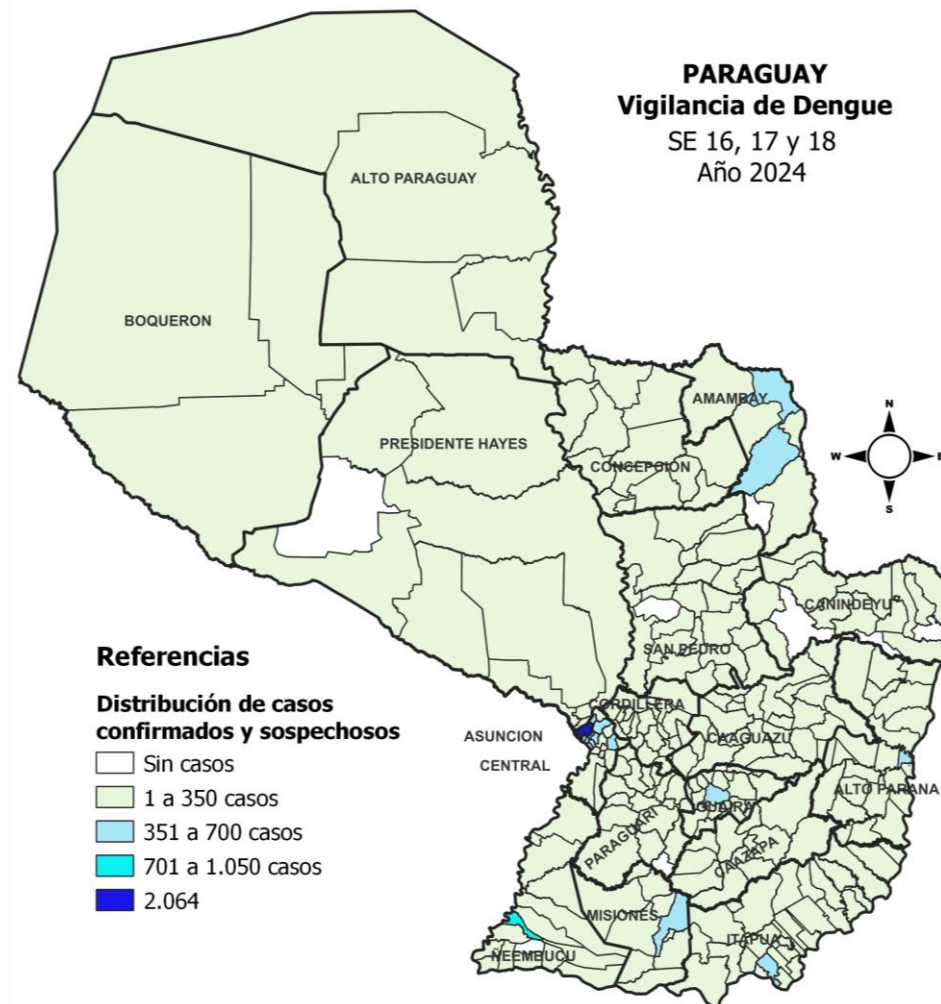 PARAGUAY
Vigilancia de Dengue
SE 16, 17 y 18
Año 2024
ALTO PARAGUAY
BOQUERON
AMAMBAY
N
W
E
S
PRESIDENTE HAYES
CONCEPCIÓN
CANINDEYU
SAN PEDRO
Referencias
Distribución de casos
confirmados y sospechosos
Sin casos
1 a 350 casos
351 a 700 casos
701 a 1.050 casos
2.064
CORDILLERA
ASUNCION
CENTRAL
CAAGUAZU
ALTO PARANA
GUAIRA
PARAGUARI
CAAZAPA
MISIONES
ITAPUA
ÑEEMBUCU